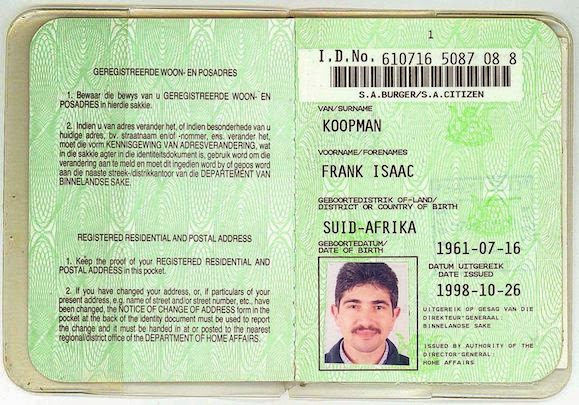 GEREGISTREERDE WOON- EN POSADRES
1. Bewaar die bewys van u GEREGISTREERDE WOON- EN
POSADRES in hierdie sakkie.
2. Indien u van adres verander het, of indien besonderhede van u
huidige adres, bv. straatnaam en/of -nommer, ens. verander het,
moet die vorm KENNISGEWING VAN ADRESVERANDERING, wat
in die sakkie agter in die identiteitsdokument is, gebruik word om die
verandering aan te meld en moet dit ingedien word by of gepos word
aan die naaste streek-/distrikkantoor van die DEPARTEMENT VAN
BINNELANDSE SAKE.
REGISTERED RESIDENTIAL AND POSTAL ADDRESS
1. Keep the proof of your REGISTERED RESIDENTIAL AND
POSTAL ADDRESS in this pocket.
2. If you have changed your address, or, if particulars of your
present address, e.g. name of street and/or street number, etc., have
been changed, the NOTICE OF CHANGE OF ADDRESS form in the
pocket at the back of the identity document must be used to report
the change and it must be handed in at or posted to the nearest
regional/district office of the DEPARTMENT OF HOME AFFAIRS.
1
I.D.No. 610716 5087 08 8
S.A.BURGER/S.A.CITIZEN
VAN/SURNAME
KOOPMAN
VOORNAME/FORENAMES
FRANK ISAAC
GEBOORTEDISTRIK OF-LAND/
DISTRICT OR COUNTRY OF BIRTH
SUID-AFRIKA
GEBOORTEDATUM/
DATE OF BIRTH
1961-07-16
DATUM UITGEREIK
DATE ISSUED
1998-10-26
UITGEREIK OP GESAG VAN DIE
DIREKTEUR-GENERAAL:
BINNELANDSE SAKE
ISSUED BY AUTHORITY OF THE
DIRECTOR-GENERAL:
HOME AFFAIRS